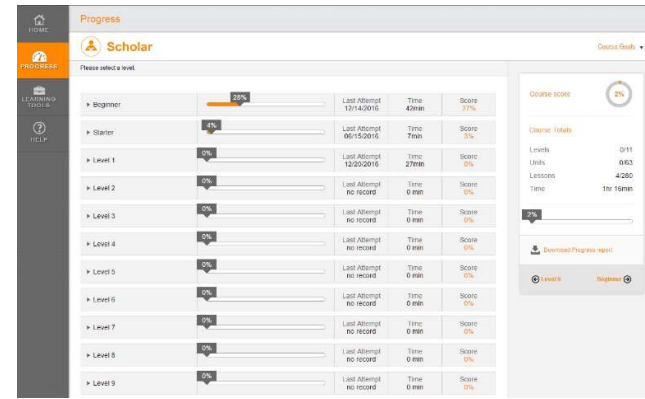 HOME
PROGRESS
LEARNING TOOLS
HELP
Progress
Scholar
Course Goals
Please select a level.
Beginner 28% Last Attempt 12/14/2016 Time 42min Score 27%
Starter 4% Last Attempt 06/15/2016 Time 7min Score 3%
Level 1 0% Last Attempt 12/20/2016 Time 27min Score 0%
Level 2 0% Last Attempt no record Time 0 min Score 0%
Level 3 0% Last Attempt no record Time 0 min Score 0%
Level 4 0% Last Attempt no record Time 0 min Score 0%
Level 5 0% Last Attempt no record Time 0 min Score 0%
Level 6 0% Last Attempt no record Time 0 min Score 0%
Level 7 0% Last Attempt no record Time 0 min Score 0%
Level 8 0% Last Attempt no record Time 0 min Score 0%
Level 9 0% Last Attempt no record Time 0 min Score 0%
Course score 2%
Course Totals
Levels 0/11
Units 0/63
Lessons 4/280
Time 1hr 16min
2%
Download Progress report
Level Beginner